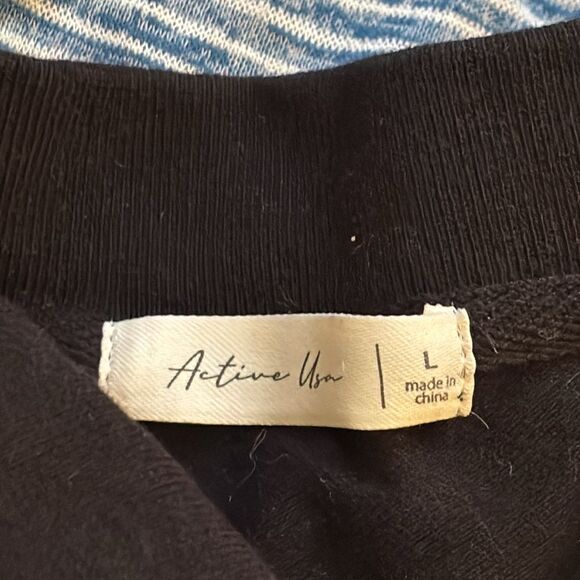 Active Usa
L
made in
china